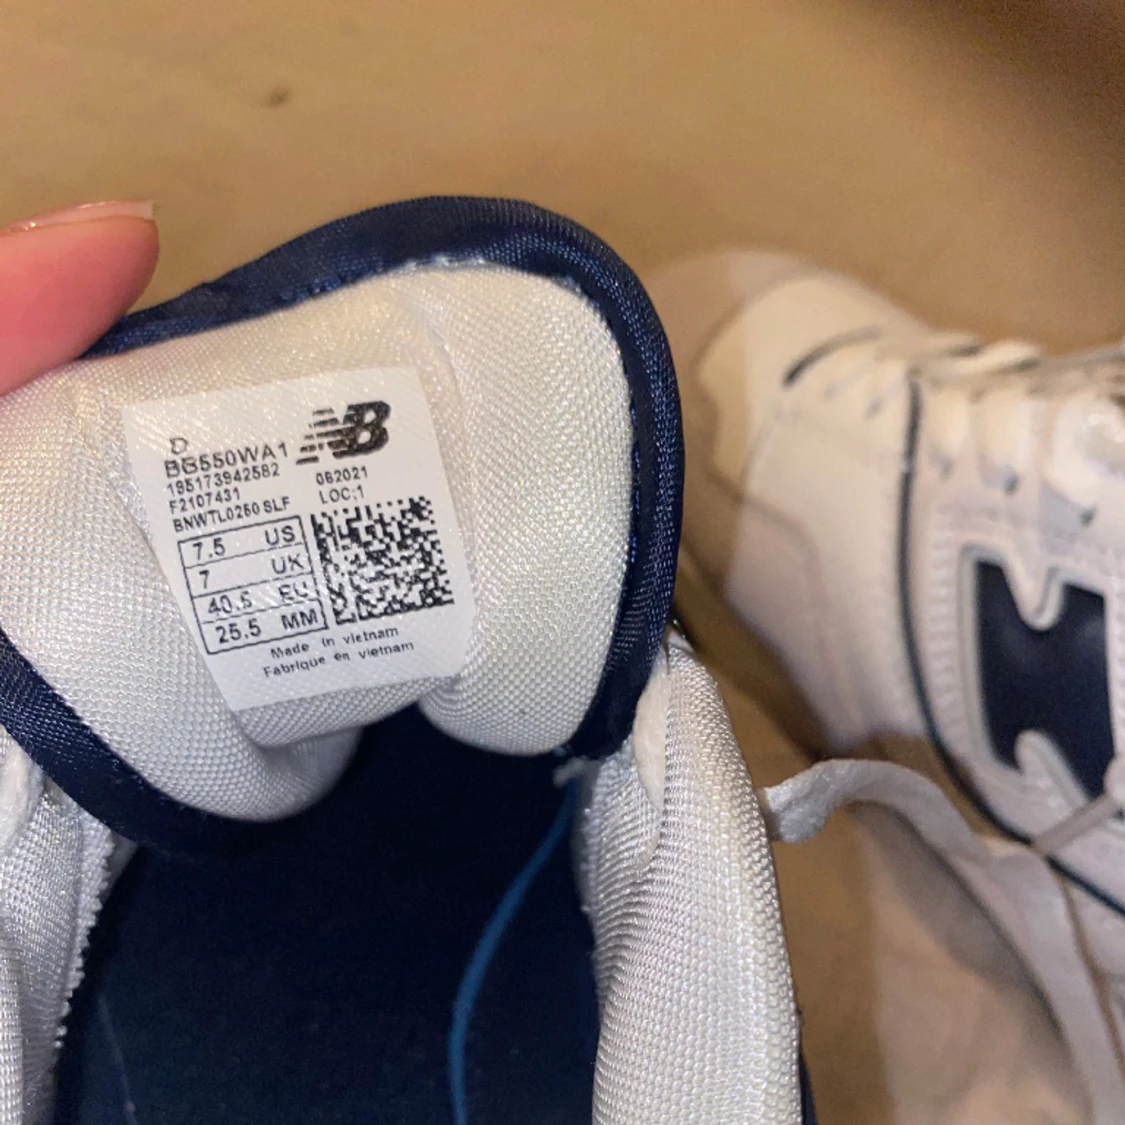 D
BB550WA1
NB
195173942582
062021
F2107431
LOC:1
BNWTL0250 SLF
7.5 US
7 UK
40.5 EU
25.5 MM
Made in vietnam
Fabrique en vietnam
N